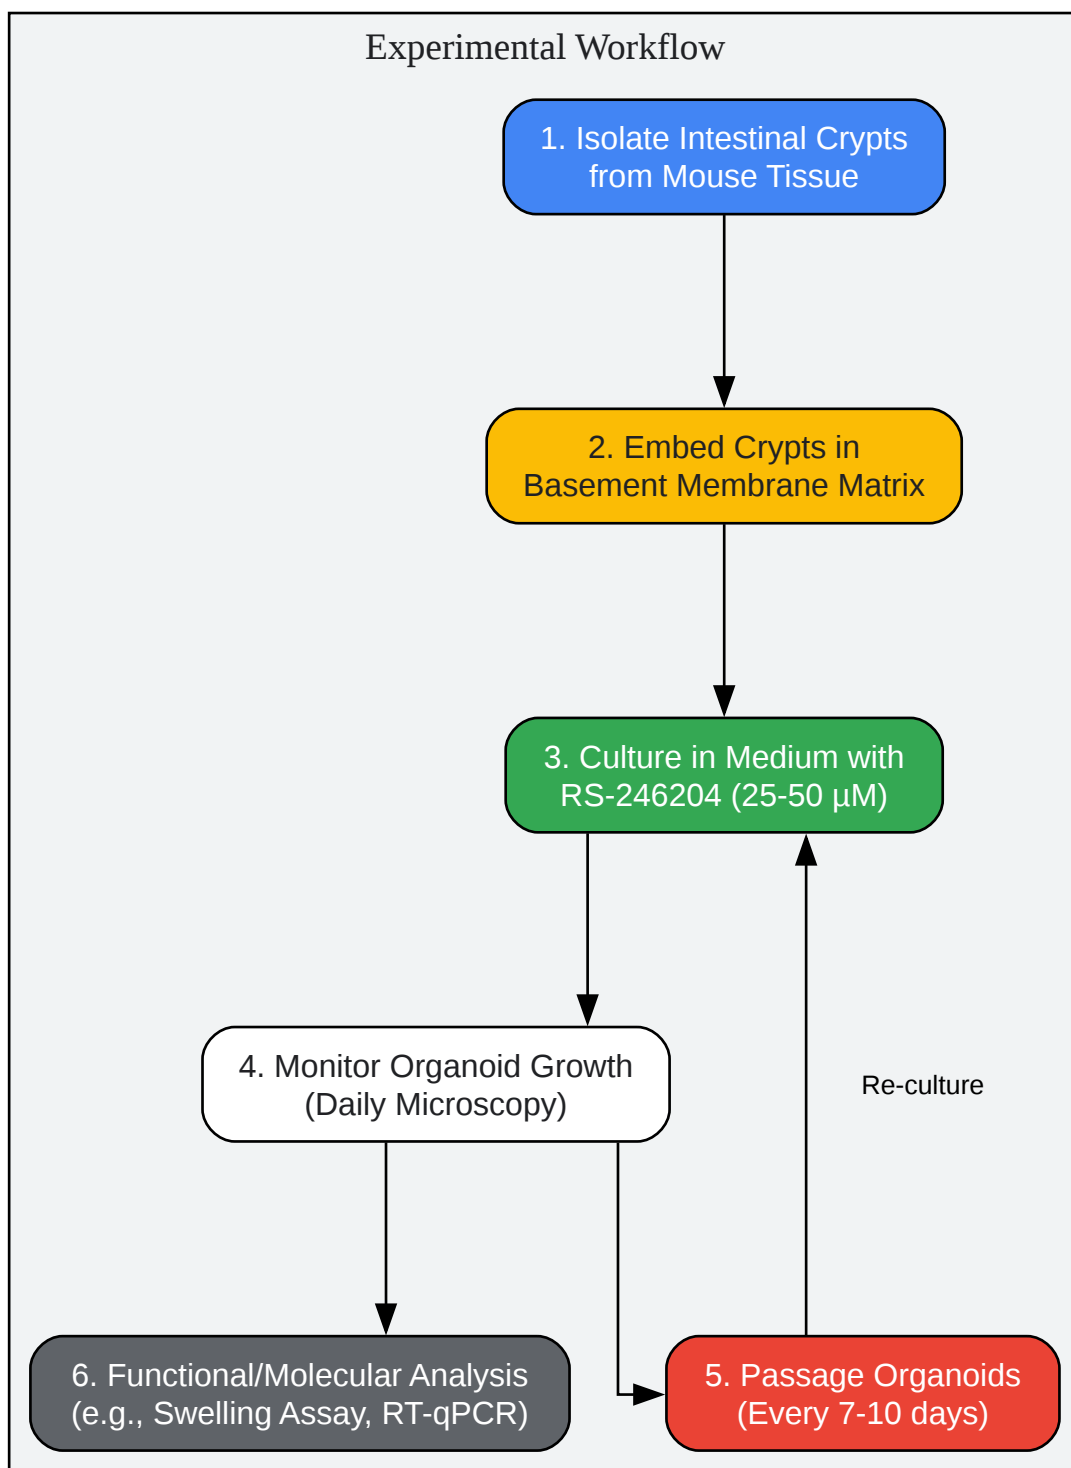 Experimental Workflow
1. Isolate Intestinal Crypts
from Mouse Tissue
2. Embed Crypts in
Basement Membrane Matrix
3. Culture in Medium with
RS-246204 (25-50 µM)
4. Monitor Organoid Growth
(Daily Microscopy)
Re-culture
6. Functional/Molecular Analysis
(e.g., Swelling Assay, RT-qPCR)
5. Passage Organoids
(Every 7-10 days)